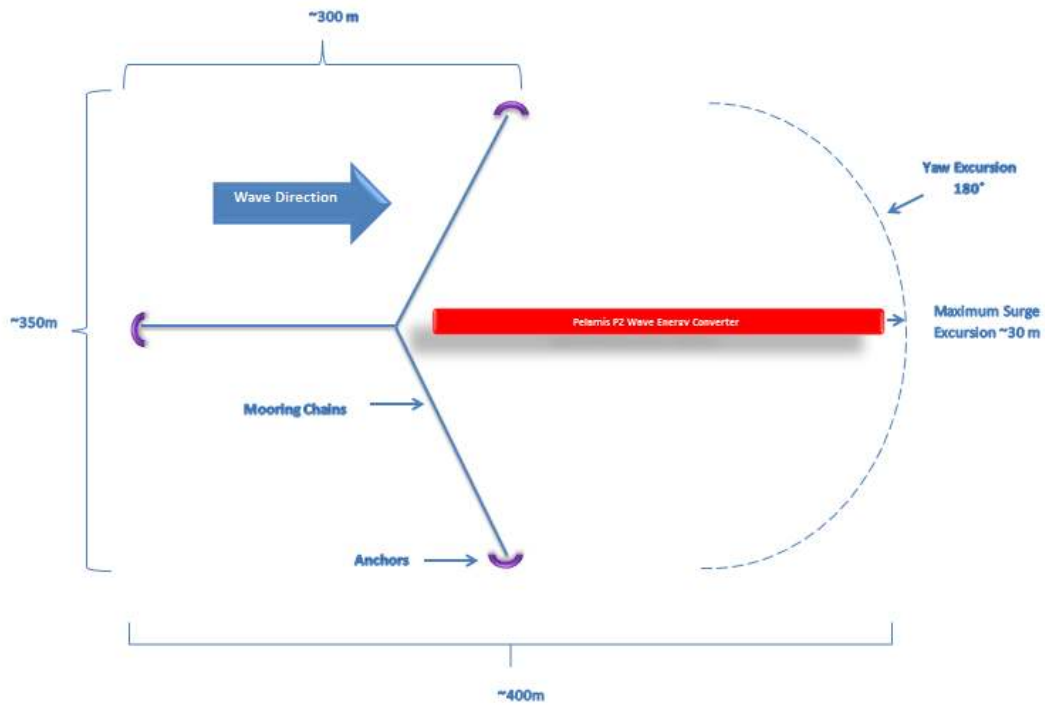 ~300 m
Yaw Excursion
180°
Wave Direction
~350m
Pelamis P2 Wave Energy Converter
Maximum Surge
Excursion ~30 m
Mooring Chains
Anchors
~400m